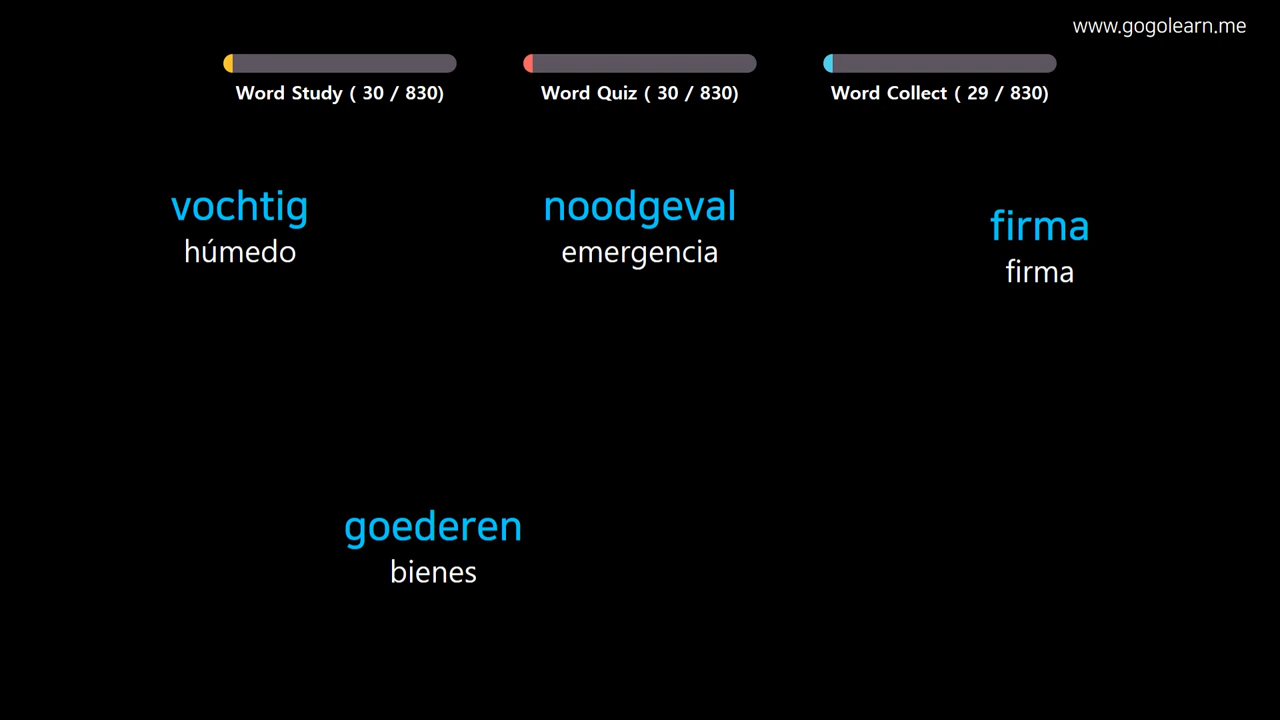 www.gogolearn.me
Word Study ( 30 / 830)
Word Quiz ( 30 / 830)
Word Collect ( 29 / 830)
vochtig
húmedo
noodgeval
emergencia
firma
firma
goederen
bienes